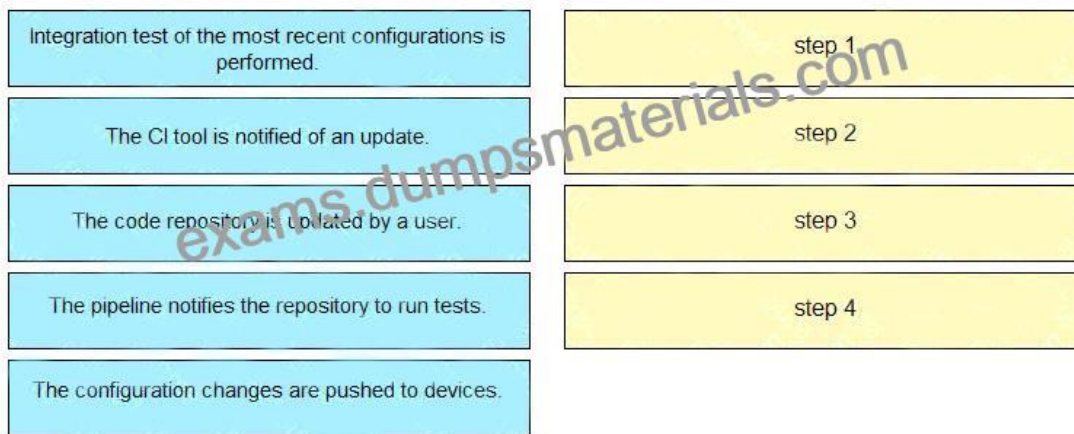 Integration test of the most recent configurations is
performed.
step 1
The CI tool is notified of an update.
step 2
The code repository is updated by a user.
step 3
The pipeline notifies the repository to run tests.
step 4
The configuration changes are pushed to devices.
exams.dumpsmaterials.com